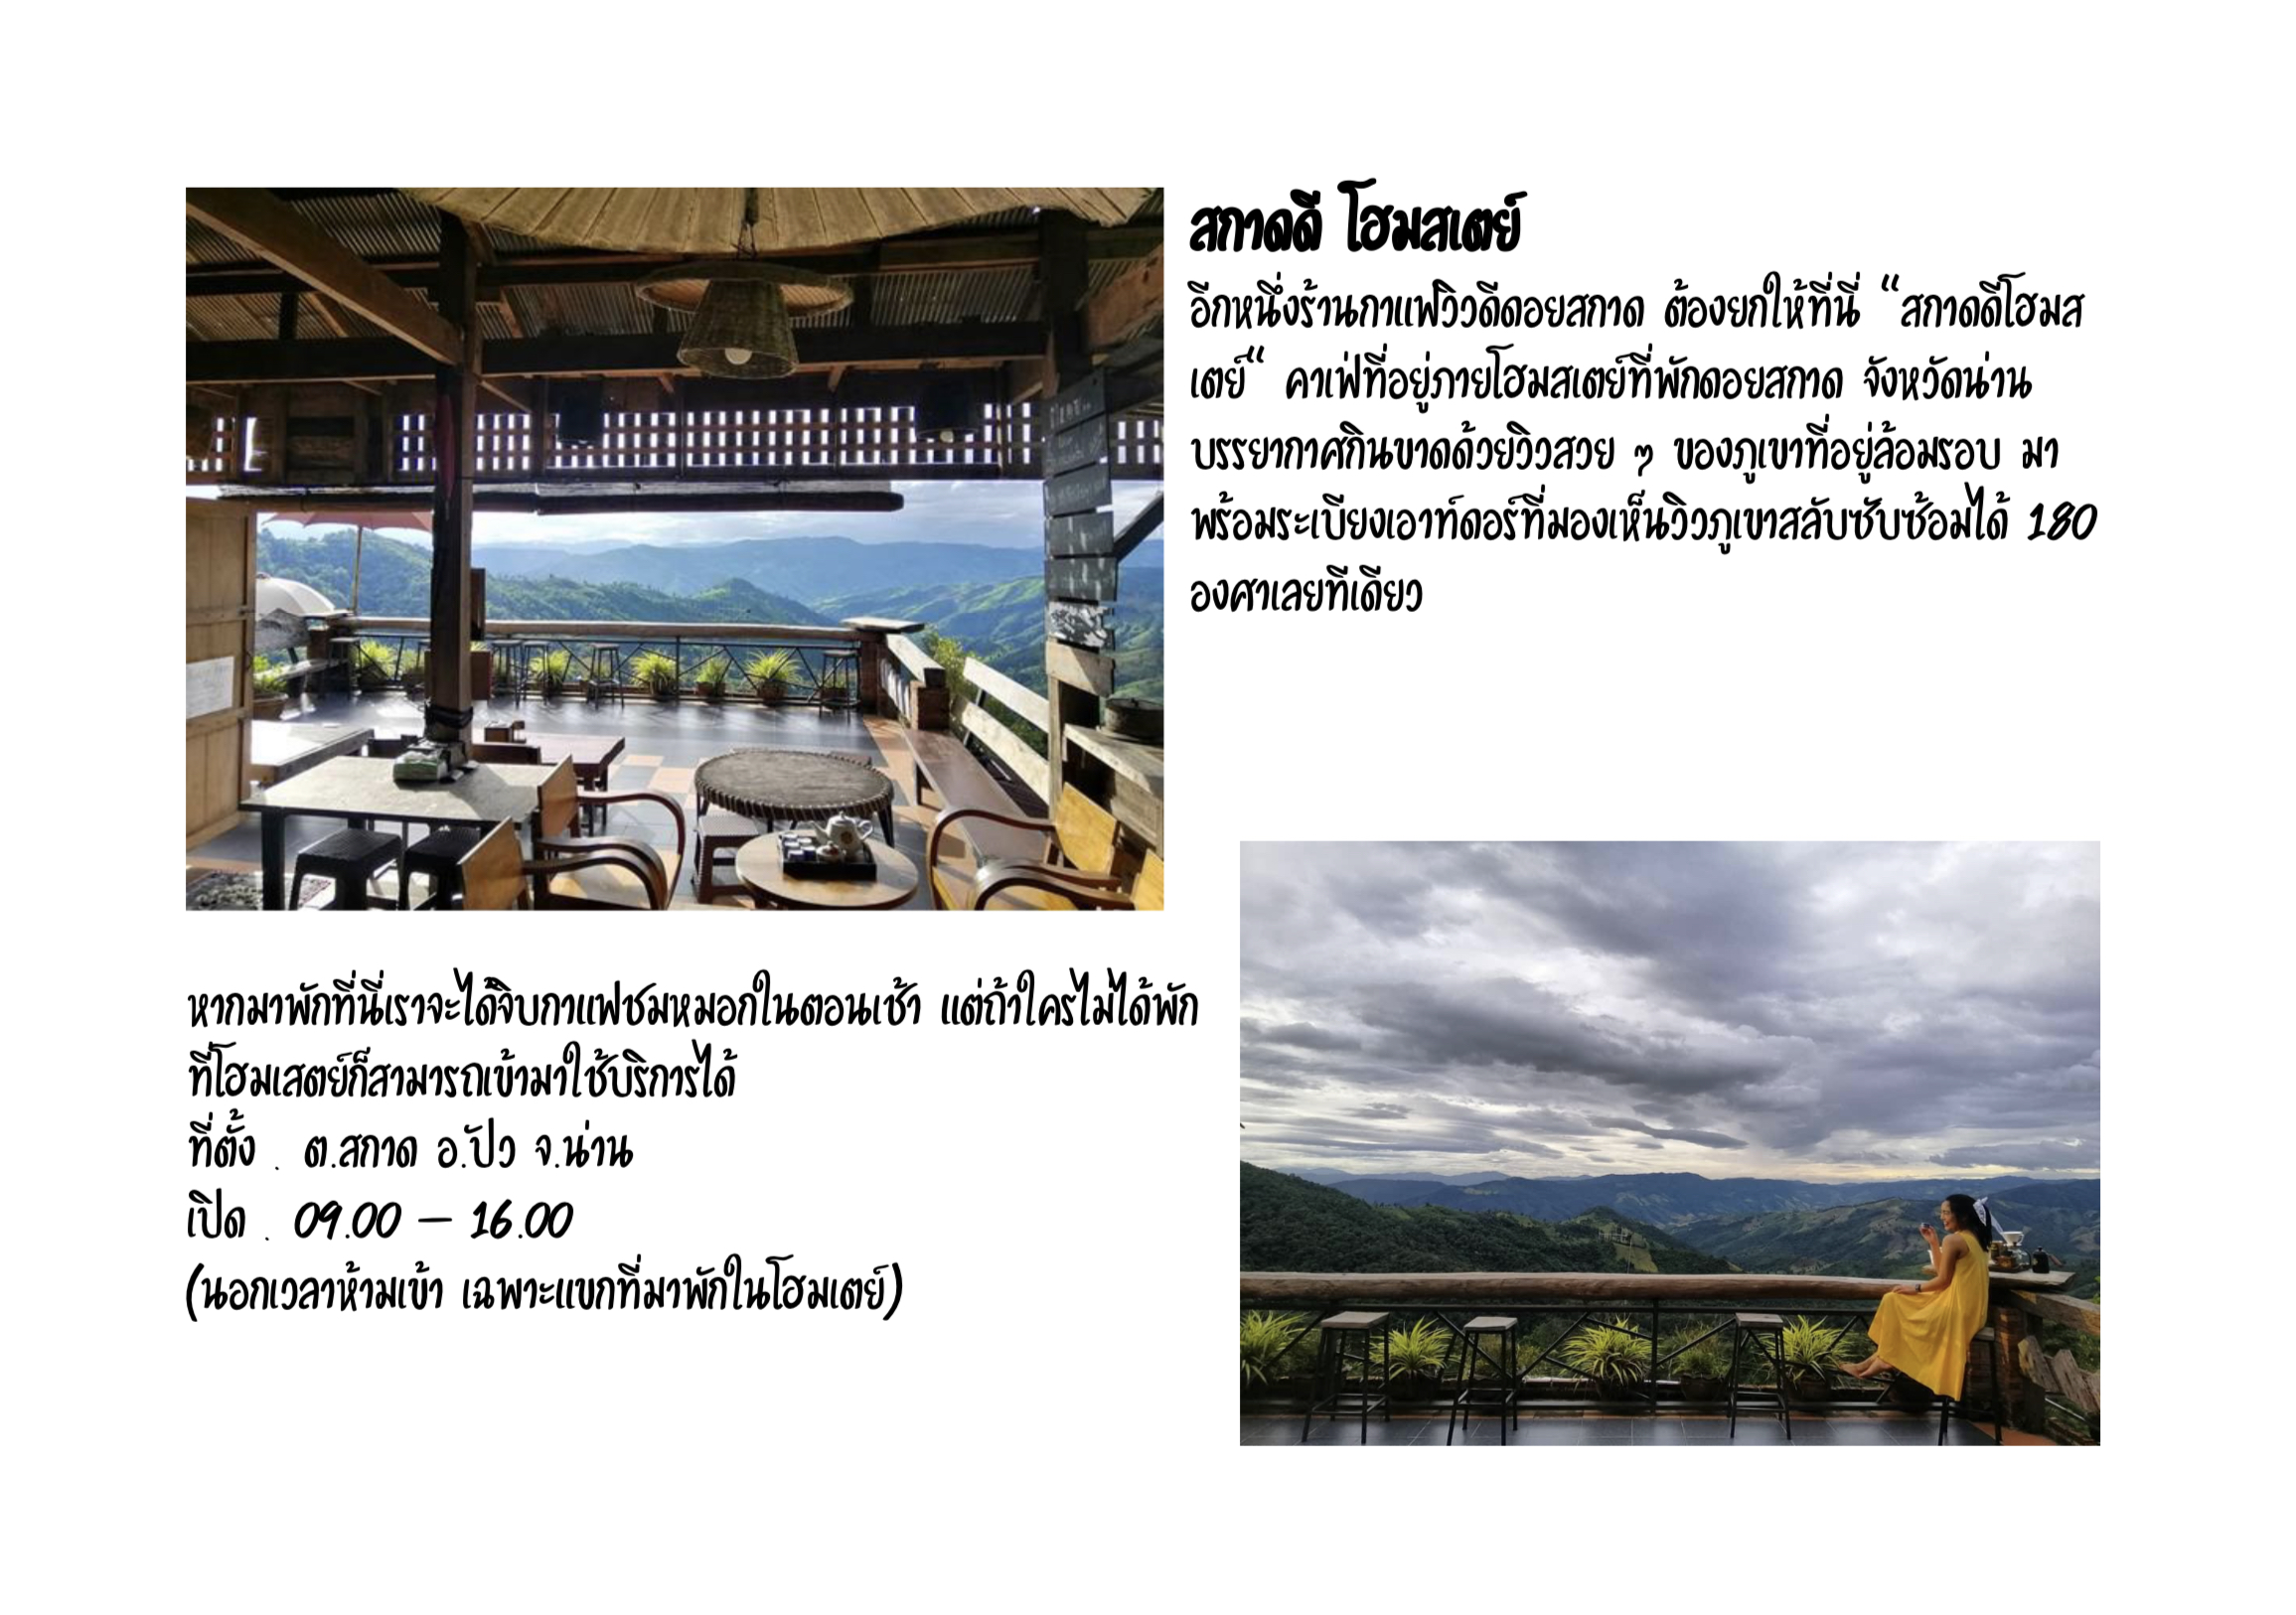 สกาดดี โฮมสเตย์
อีกหนึ่งร้านกาแฟวิวดีดอยสกาด ต้องยกให้ที่นี่ “สกาดดีโฮมส
เตย์“ คาเฟ่ที่อยู่ภายโฮมสเตย์ที่พักดอยสกาด จังหวัดน่าน
บรรยากาศกินขาดด้วยวิวสวย ๆ ของภูเขาที่อยู่ล้อมรอบ มา
พร้อมระเบียงเอาท์ดอร์ที่มองเห็นวิวภูเขาสลับซับซ้อมได้ 180
องศาเลยทีเดียว
หากมาพักที่นี่เราจะได้จิบกาแฟชมหมอกในตอนเช้า แต่ถ้าใครไม่ได้พัก
ที่โฮมเสตย์ก็สามารถเข้ามาใช้บริการได้
ที่ตั้ง . ต.สกาด อ.ปัว จ.น่าน
เปิด . 09.00 – 16.00
(นอกเวลาห้ามเข้า เฉพาะแขกที่มาพักในโฮมเตย์)